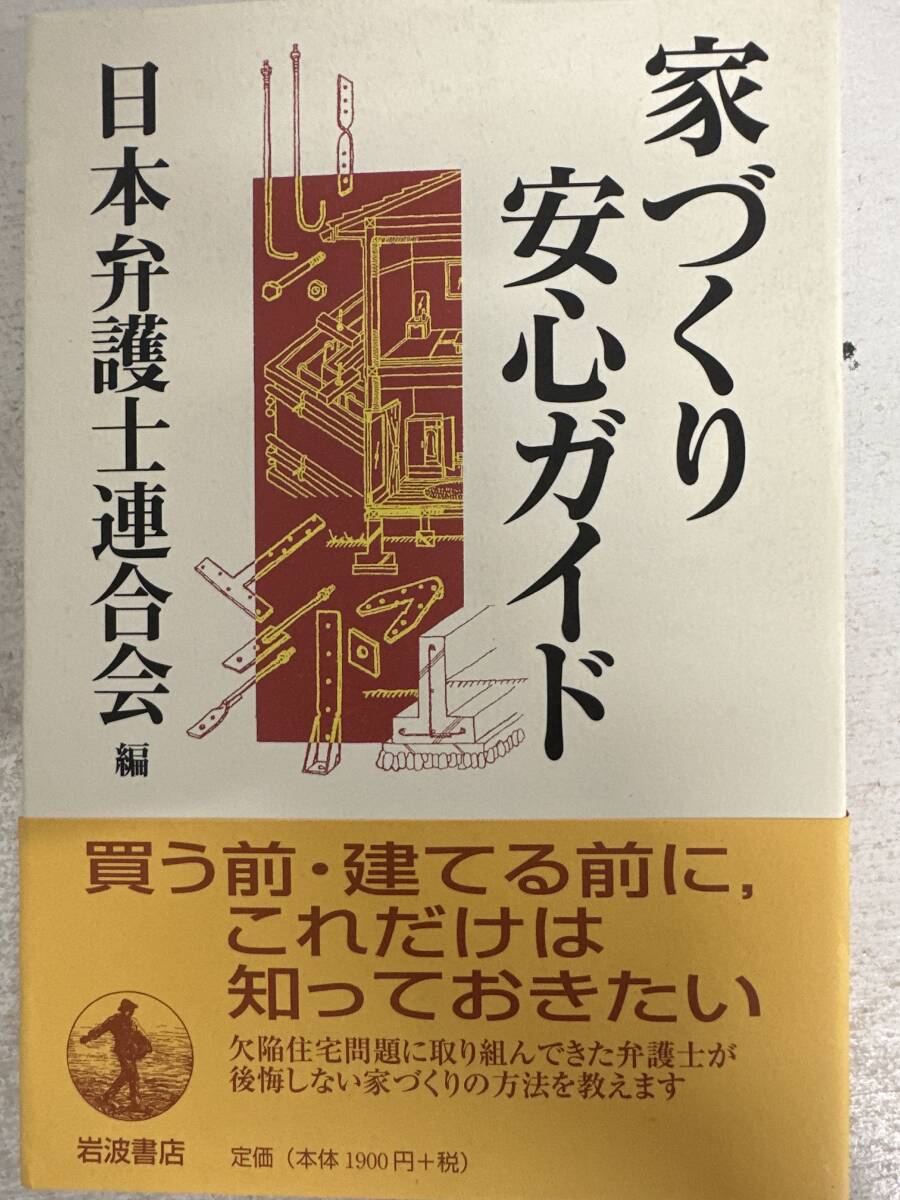 家づくり
安心ガイド
日本弁護士連合会 編
買う前・建てる前に,
これだけは
知っておきたい
欠陥住宅問題に取り組んできた弁護士が
後悔しない家づくりの方法を教えます
岩波書店
定価（本体1900円+税）